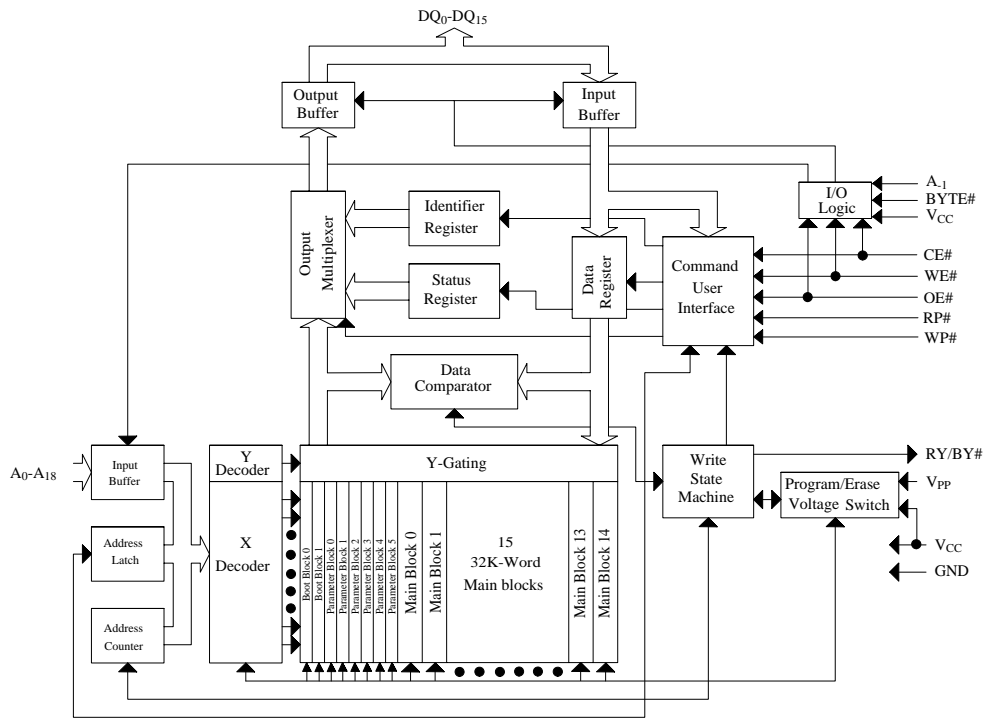 DQ0-DQ15
Output
Buffer
Input
Buffer
I/O
Logic
A-1
BYTE#
VCC
Output
Multiplexer
Identifier
Register
Status
Register
Data
Register
Command
User
Interface
CE#
WE#
OE#
RP#
WP#
Data
Comparator
A0-A18
Input
Buffer
Y
Decoder
Y-Gating
Write
State
Machine
RY/BY#
Program/Erase
Voltage Switch
VPP
VCC
GND
Address
Latch
X
Decoder
Address
Counter
Boot Block 0
Boot Block 1
Parameter Block 0
Parameter Block 1
Parameter Block 2
Parameter Block 3
Parameter Block 4
Parameter Block 5
Main Block 0
Main Block 1
15
32K-Word
Main blocks
Main Block 13
Main Block 14